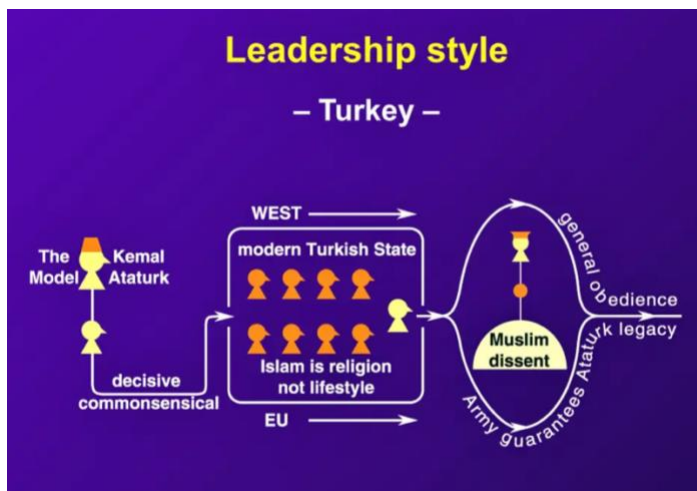 Leadership style
– Turkey –
The Kemal
Model Ataturk
decisive
commonsensical
WEST
modern Turkish State
Islam is religion
not lifestyle
EU
Muslim
dissent
general obedience
Army guarantees Ataturk legacy